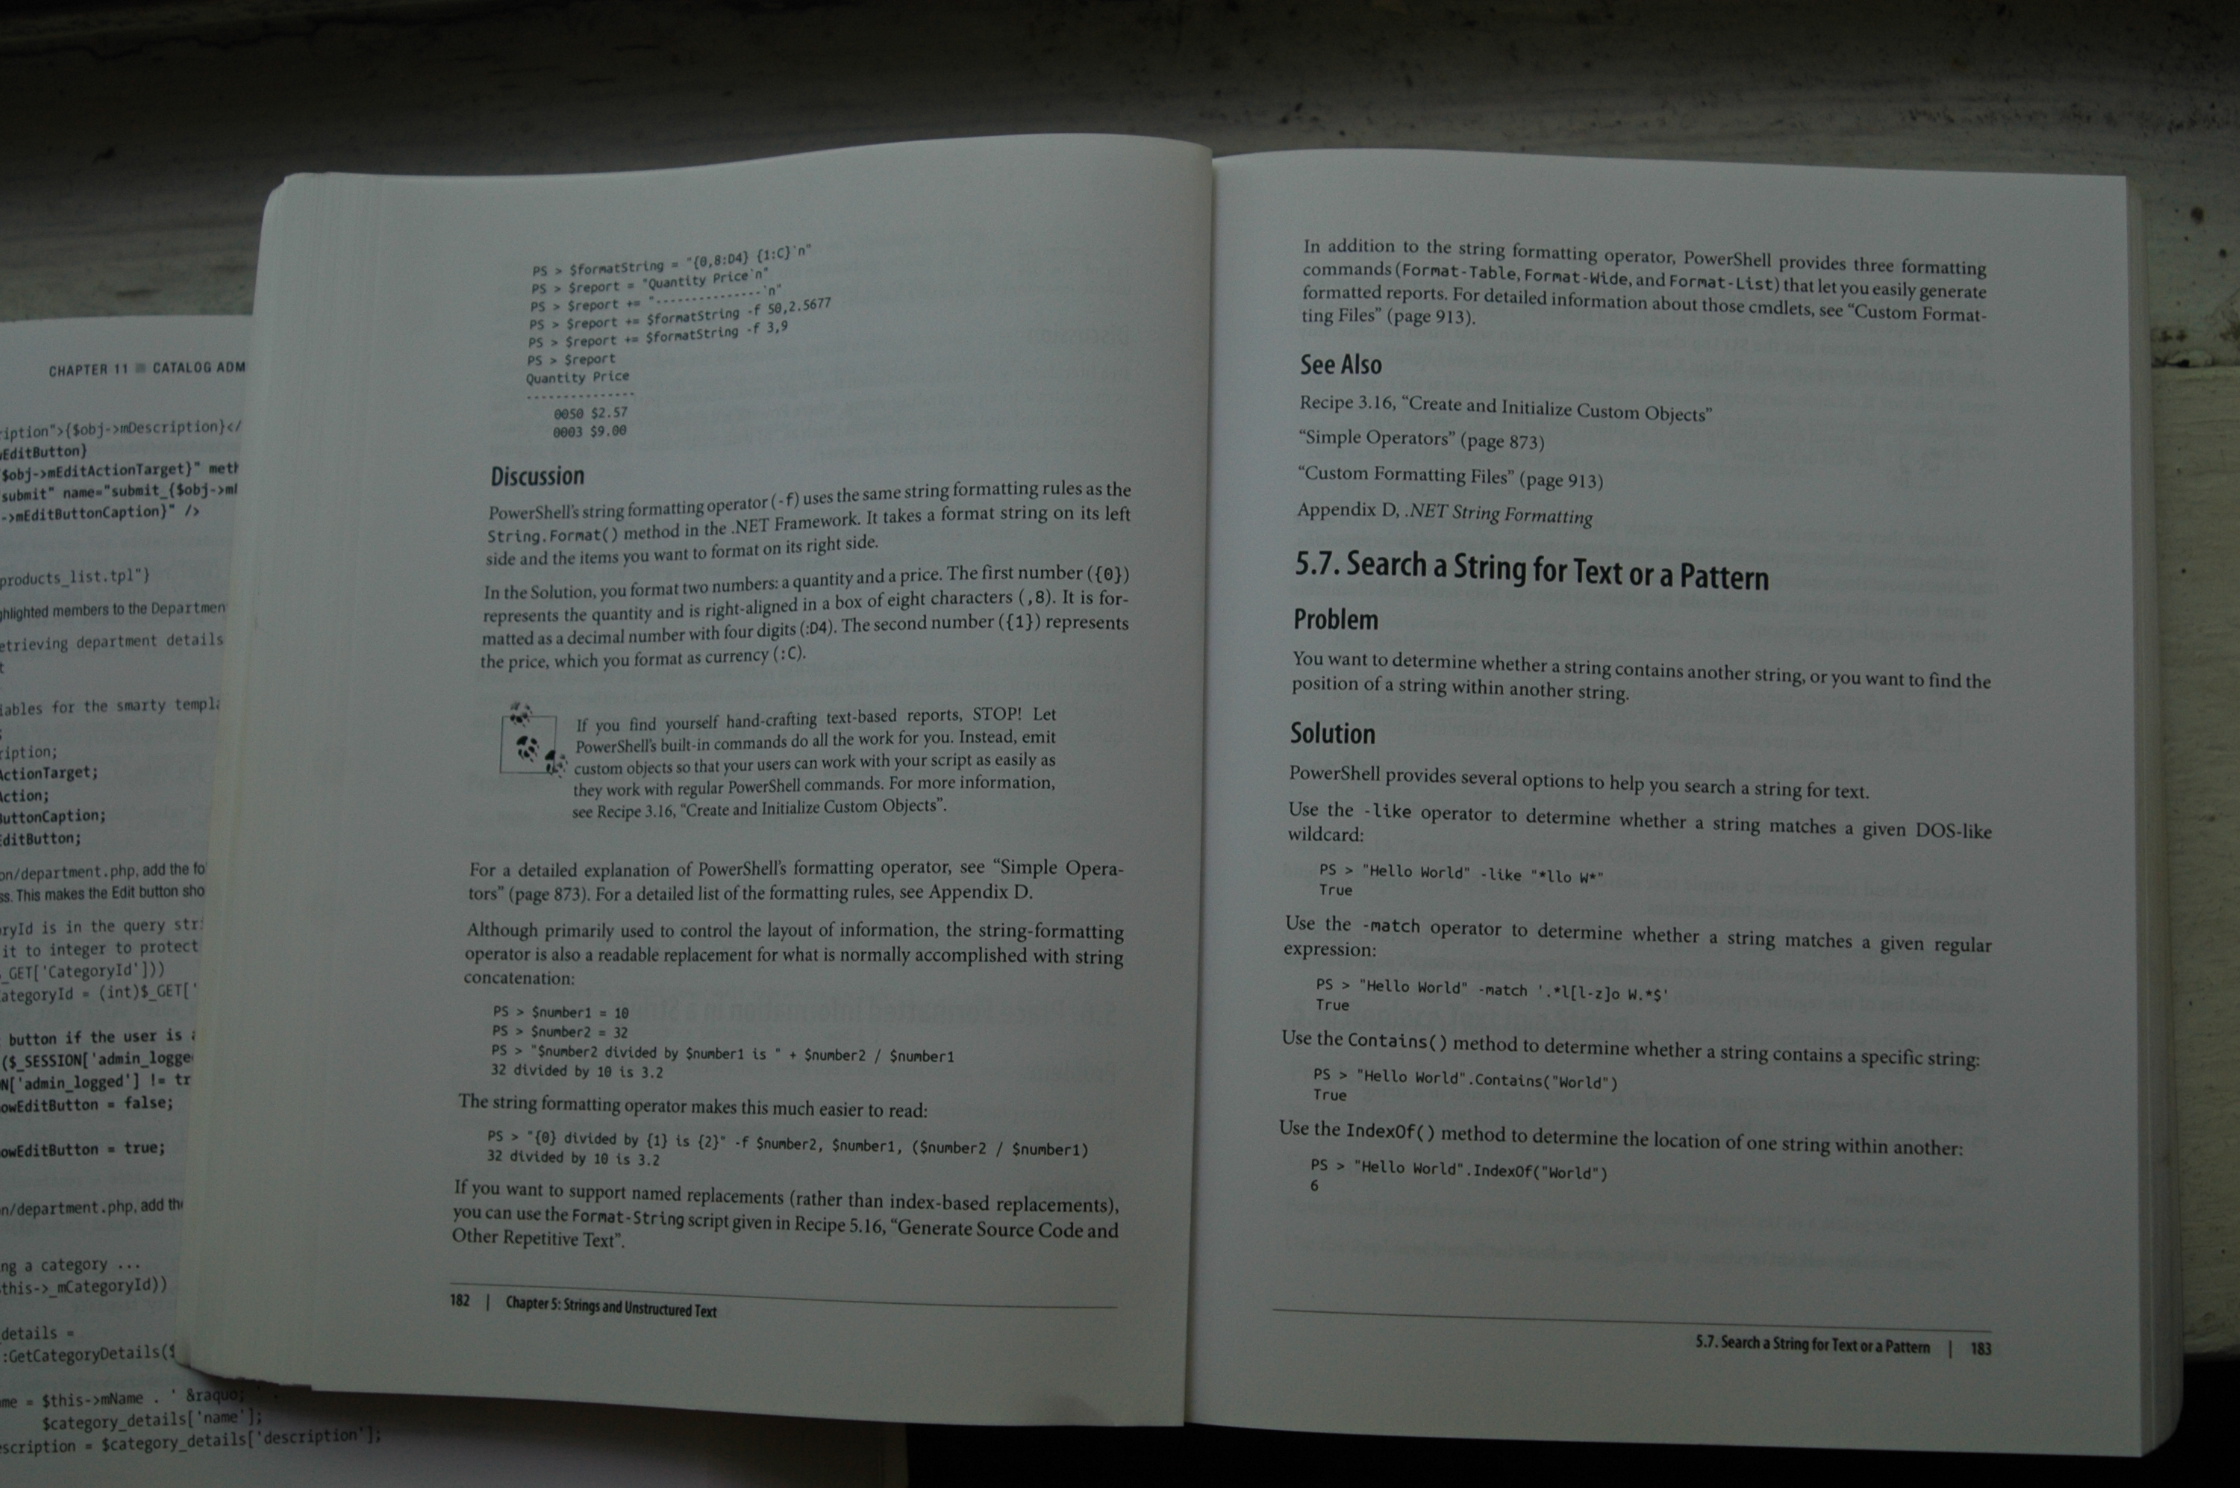 CHAPTER 11 CATALOG ADM
ription">{$obj->mDescription}</
EditButton}
$obj->mEditActionTarget}" meth
submit" name="submit_{$obj->m
->mEditButtonCaption}" />
products_list.tpl"}
ghlighted members to the Departmen
etrieving department details
t
iables for the smarty templ
;
ription;
ActionTarget;
Action;
ButtonCaption;
EditButton;
on/department.php, add the fo
ss. This makes the Edit button sho
ryId is in the query str
it to integer to protect
_GET['CategoryId']))
ategoryId = (int)$_GET['
button if the user is
($_SESSION['admin_logge
N['admin_logged'] != tr
owEditButton = false;
owEditButton = true;
n/department.php, add the
ng a category ...
this->_mCategoryId))
details =
:GetCategoryDetails($
me = $this->mName . ' &raquo; ' .
$category_details['name'];
escription = $category_details['description'];
PS > $formatString = "{0,8:D4} {1:C}`n"
PS > $report = "Quantity Price`n"
PS > $report += "---------------`n"
PS > $report += $formatString -f 50,2.5677
PS > $report += $formatString -f 3,9
PS > $report
Quantity Price
---------------
0050 $2.57
0003 $9.00
Discussion
PowerShell's string formatting operator (-f) uses the same string formatting rules as the
String.Format() method in the .NET Framework. It takes a format string on its left
side and the items you want to format on its right side.
In the Solution, you format two numbers: a quantity and a price. The first number ({0})
represents the quantity and is right-aligned in a box of eight characters (,8). It is for-
matted as a decimal number with four digits (:D4). The second number ({1}) represents
the price, which you format as currency (:C).
If you find yourself hand-crafting text-based reports, STOP! Let
PowerShell's built-in commands do all the work for you. Instead, emit
custom objects so that your users can work with your script as easily as
they work with regular PowerShell commands. For more information,
see Recipe 3.16, “Create and Initialize Custom Objects”.
For a detailed explanation of PowerShell's formatting operator, see “Simple Opera-
tors” (page 873). For a detailed list of the formatting rules, see Appendix D.
Although primarily used to control the layout of information, the string-formatting
operator is also a readable replacement for what is normally accomplished with string
concatenation:
PS > $number1 = 10
PS > $number2 = 32
PS > "$number2 divided by $number1 is " + $number2 / $number1
32 divided by 10 is 3.2
The string formatting operator makes this much easier to read:
PS > "{0} divided by {1} is {2}" -f $number2, $number1, ($number2 / $number1)
32 divided by 10 is 3.2
If you want to support named replacements (rather than index-based replacements),
you can use the Format-String script given in Recipe 5.16, “Generate Source Code and
Other Repetitive Text”.
182 | Chapter 5: Strings and Unstructured Text
In addition to the string formatting operator, PowerShell provides three formatting
commands (Format-Table, Format-Wide, and Format-List) that let you easily generate
formatted reports. For detailed information about those cmdlets, see “Custom Format-
ting Files” (page 913).
See Also
Recipe 3.16, “Create and Initialize Custom Objects”
“Simple Operators” (page 873)
“Custom Formatting Files” (page 913)
Appendix D, .NET String Formatting
5.7. Search a String for Text or a Pattern
Problem
You want to determine whether a string contains another string, or you want to find the
position of a string within another string.
Solution
PowerShell provides several options to help you search a string for text.
Use the -like operator to determine whether a string matches a given DOS-like
wildcard:
PS > "Hello World" -like "*llo W*"
True
Use the -match operator to determine whether a string matches a given regular
expression:
PS > "Hello World" -match '.*l[l-z]o W.*$'
True
Use the Contains() method to determine whether a string contains a specific string:
PS > "Hello World".Contains("World")
True
Use the IndexOf() method to determine the location of one string within another:
PS > "Hello World".IndexOf("World")
6
5.7. Search a String for Text or a Pattern | 183